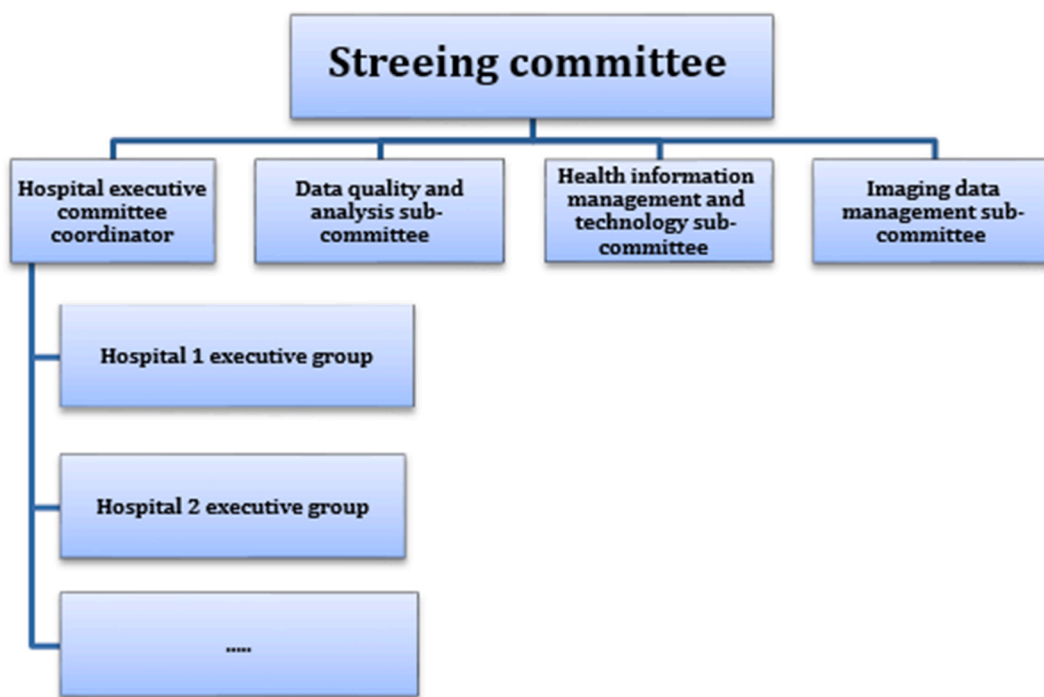 Streeing committee
Hospital executive
committee
coordinator
Data quality and
analysis sub-
committee
Health information
management and
technology sub-
committee
Imaging data
management sub-
committee
Hospital 1 executive group
Hospital 2 executive group
.....